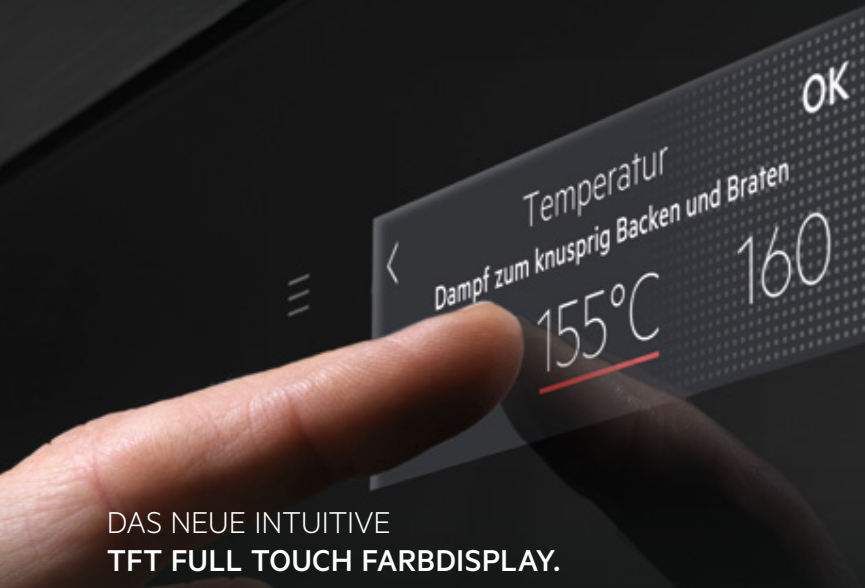 OK
Temperatur
Dampf zum knusprig Backen und Braten
155°C 160
DAS NEUE INTUITIVE
TFT FULL TOUCH FARBDISPLAY.